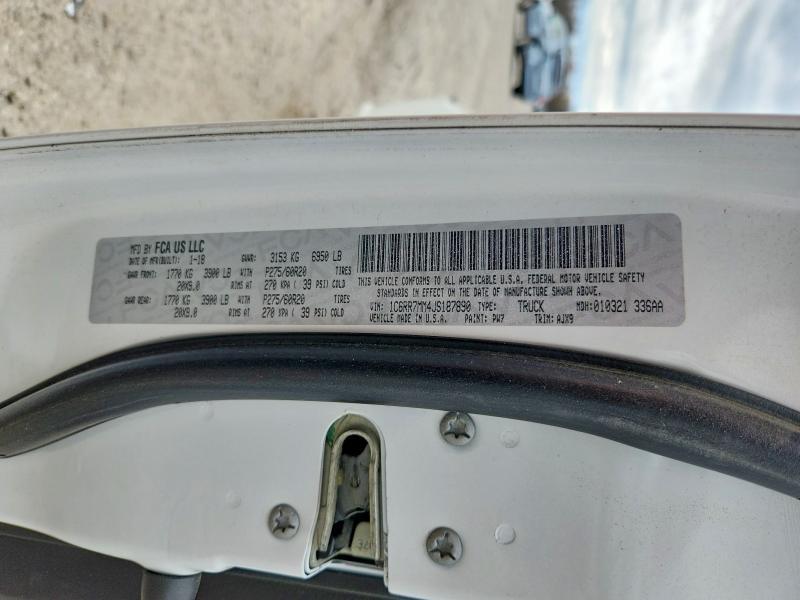 MFD BY FCA US LLC
DATE OF MFR(BUILT): 1-18 GVWR: 3153 KG 6950 LB
GAWR FRONT: 1770 KG 3900 LB WITH P275/60R20 TIRES
20X9.0 RIMS AT 270 KPA ( 39 PSI) COLD
GAWR REAR: 1770 KG 3900 LB WITH P275/60R20 TIRES
20X9.0 RIMS AT 270 KPA ( 39 PSI) COLD
THIS VEHICLE CONFORMS TO ALL APPLICABLE U.S.A. FEDERAL MOTOR VEHICLE SAFETY
STANDARDS IN EFFECT ON THE DATE OF MANUFACTURE SHOWN ABOVE.
VIN: 1C6RR7MM4JS107890 TYPE: TRUCK MDH:010321 336AA
VEHICLE MADE IN U.S.A. PAINT: PW7 TRIM: AJX9